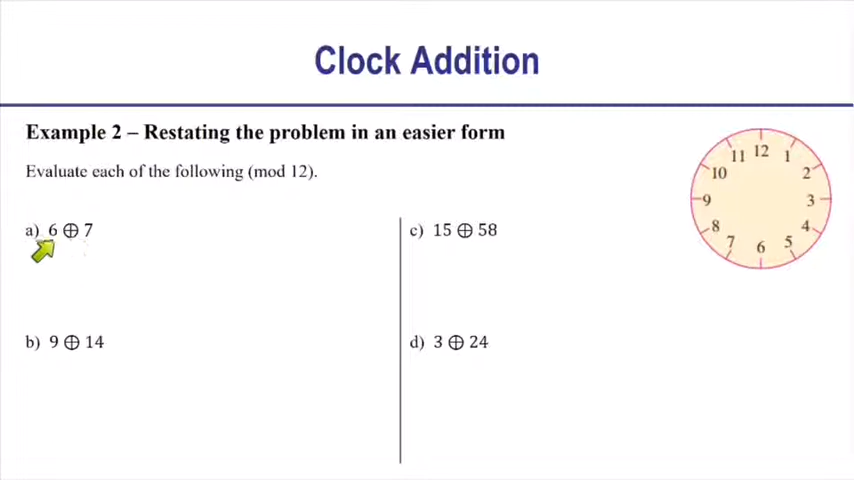 Clock Addition
Example 2 – Restating the problem in an easier form
Evaluate each of the following (mod 12).
a) 6 ⊕ 7
b) 9 ⊕ 14
c) 15 ⊕ 58
d) 3 ⊕ 24
12
1
2
3
4
5
6
7
8
9
10
11